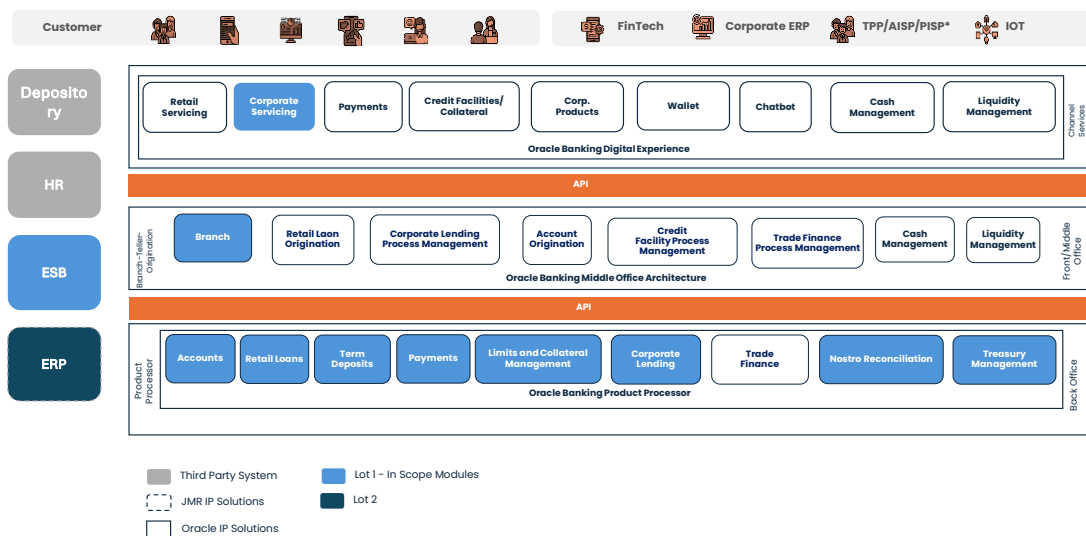 Customer
FinTech
Corporate ERP
TPP/AISP/PISP*
IOT
Deposito
ry
HR
ESB
ERP
Retail
Servicing
Corporate
Servicing
Payments
Credit Facilities/
Collateral
Corp.
Products
Wallet
Chatbot
Cash
Management
Liquidity
Management
Oracle Banking Digital Experience
Channel
Services
API
Branch-Teller-
Origination
Branch
Retail Laon
Origination
Corporate Lending
Process Management
Account
Origination
Credit
Facility Process
Management
Trade Finance
Process Management
Cash
Management
Liquidity
Management
Oracle Banking Middle Office Architecture
Front/Middle
Office
API
Product
Processor
Accounts
Retail Loans
Term
Deposits
Payments
Limits and Collateral
Management
Corporate
Lending
Trade
Finance
Nostro Reconciliation
Treasury
Management
Oracle Banking Product Processor
Back Office
Third Party System
Lot 1 - In Scope Modules
JMR IP Solutions
Lot 2
Oracle IP Solutions